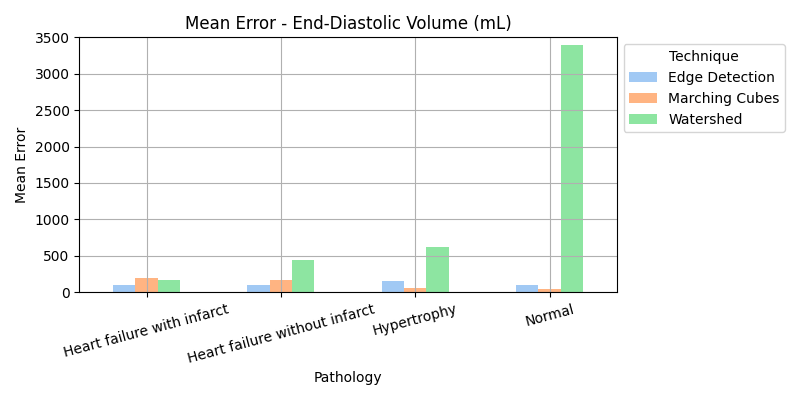 Mean Error - End-Diastolic Volume (mL)
3500
3000
2500
2000
1500
1000
500
0
Mean Error
Heart failure with infarct
Heart failure without infarct
Hypertrophy
Normal
Pathology
Technique
Edge Detection
Marching Cubes
Watershed